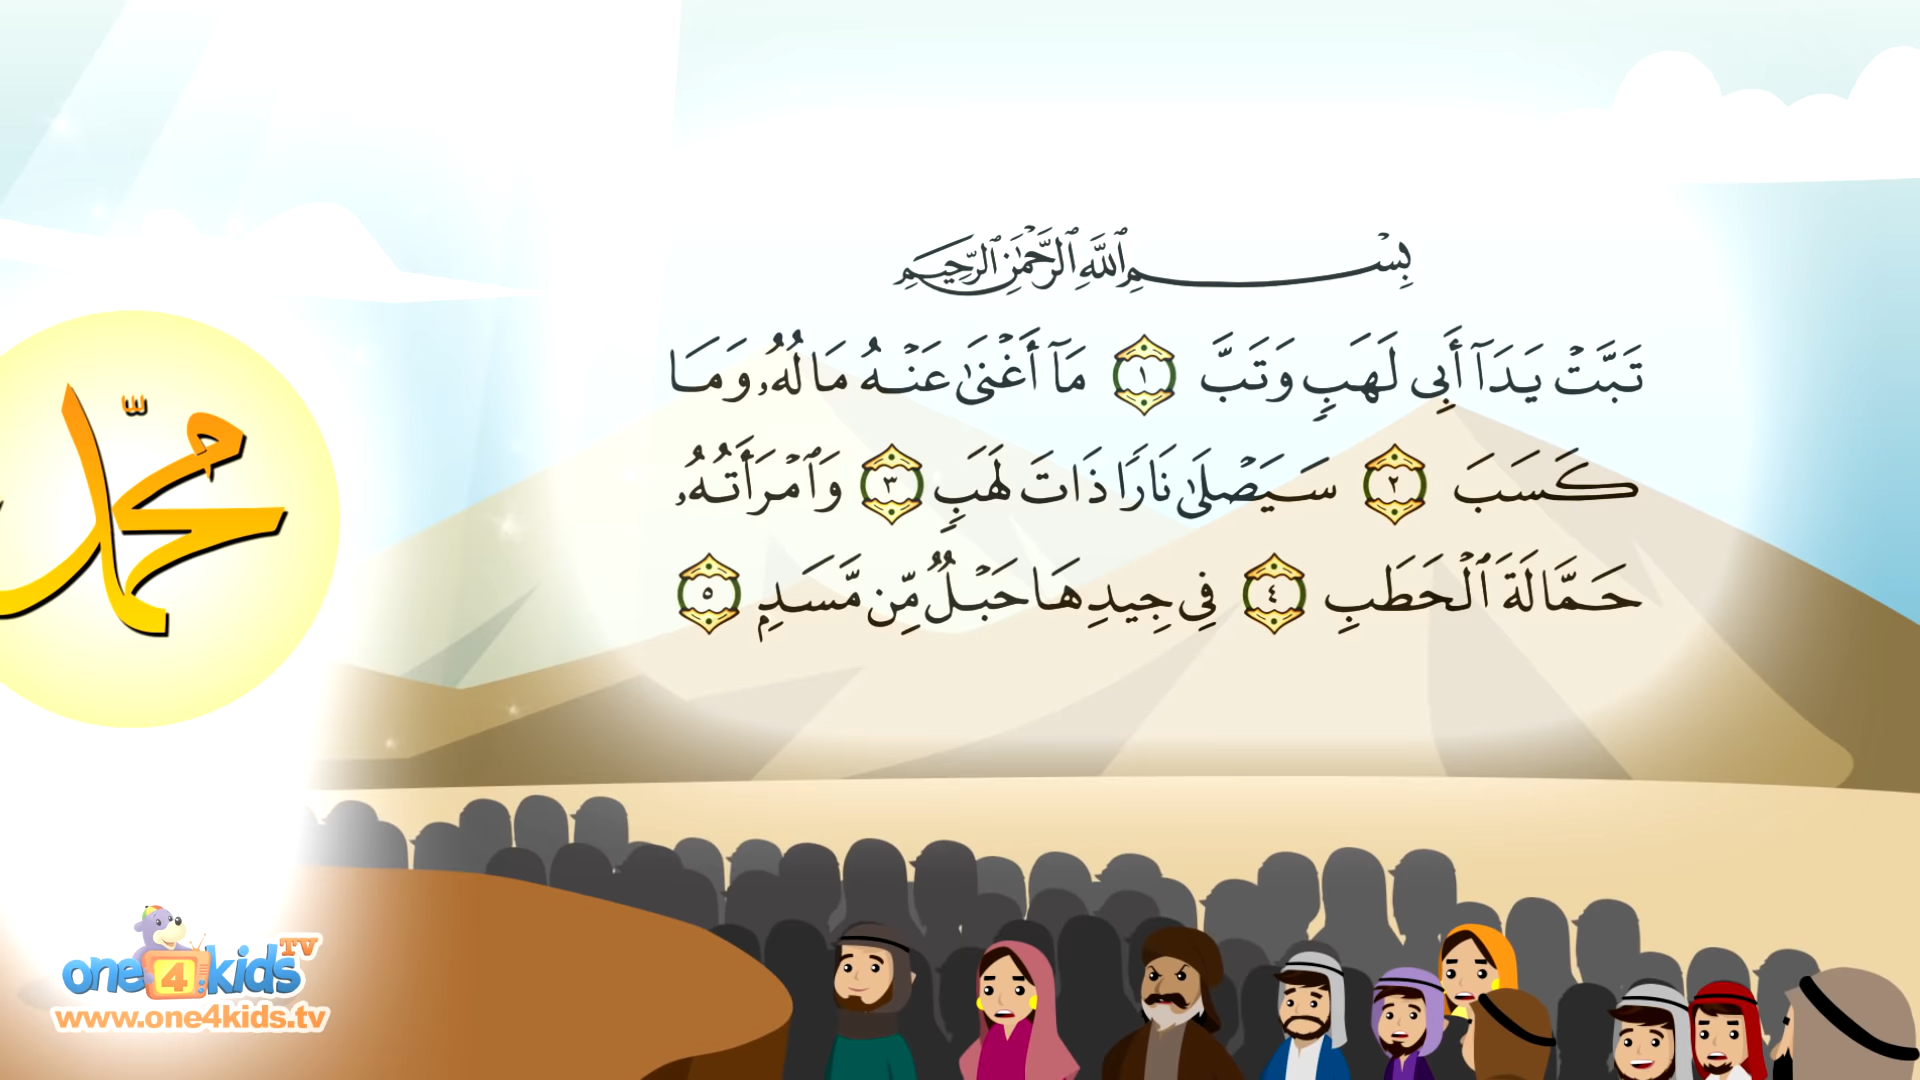 بِسْمِ ٱللَّهِ ٱلرَّحْمَٰنِ ٱلرَّحِيمِ
تَبَّتْ يَدَآ أَبِى لَهَبٍ وَتَبَّ ١ مَآ أَغْنَىٰ عَنْهُ مَالُهُۥ وَمَا
كَسَبَ ٢ سَيَصْلَىٰ نَارًا ذَاتَ لَهَبٍ ٣ وَٱمْرَأَتُهُۥ
حَمَّالَةَ ٱلْحَطَبِ ٤ فِى جِيدِهَا حَبْلٌ مِّن مَّسَدٍۭ ٥
محمّد
one4kids TV
www.one4kids.tv